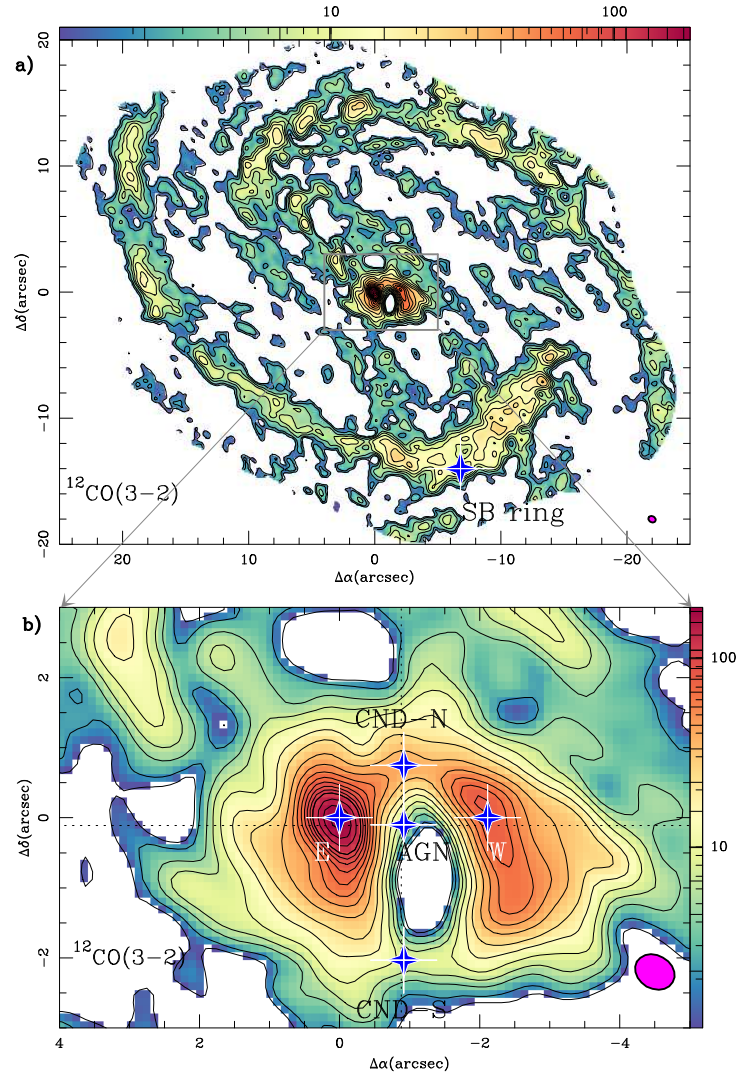 10 100
20
a)
10
0
Δδ(arcsec)
-10
¹²CO(3-2)
SB ring
-20
20 10 0 -10 -20
Δα(arcsec)
b)
100
2
CND-N
0
Δδ(arcsec)
E AGN W
10
-2
¹²CO(3-2)
CND-S
4 2 0 -2 -4
Δα(arcsec)